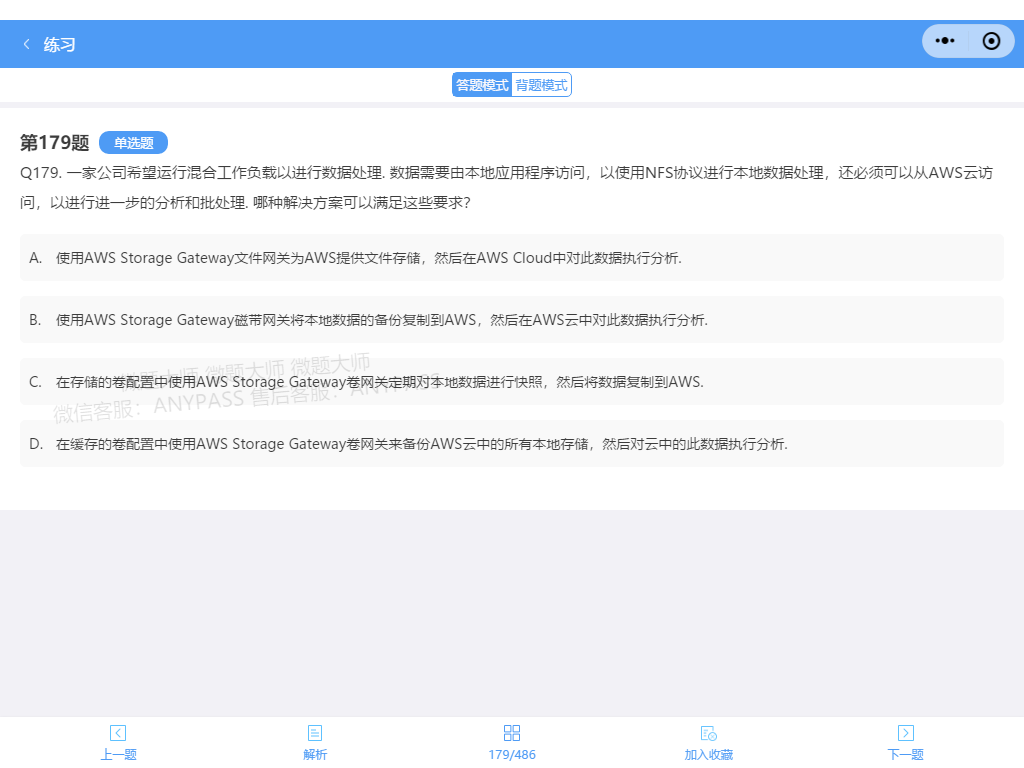 练习
答题模式 背题模式
第179题 单选题
Q179. 一家公司希望运行混合工作负载以进行数据处理. 数据需要由本地应用程序访问，以使用NFS协议进行本地数据处理，还必须可以从AWS云访
问，以进行进一步的分析和批处理. 哪种解决方案可以满足这些要求?
A. 使用AWS Storage Gateway文件网关为AWS提供文件存储，然后在AWS Cloud中对此数据执行分析.
B. 使用AWS Storage Gateway磁带网关将本地数据的备份复制到AWS，然后在AWS云中对此数据执行分析.
微题大师 微题大师 微题大师
C. 在存储的卷配置中使用AWS Storage Gateway卷网关定期对本地数据进行快照，然后将数据复制到AWS.
微信客服：ANYPASS 售后客服：ANYPASS
D. 在缓存的卷配置中使用AWS Storage Gateway卷网关来备份AWS云中的所有本地存储，然后对云中的此数据执行分析.
上一题 解析 179/486 加入收藏 下一题